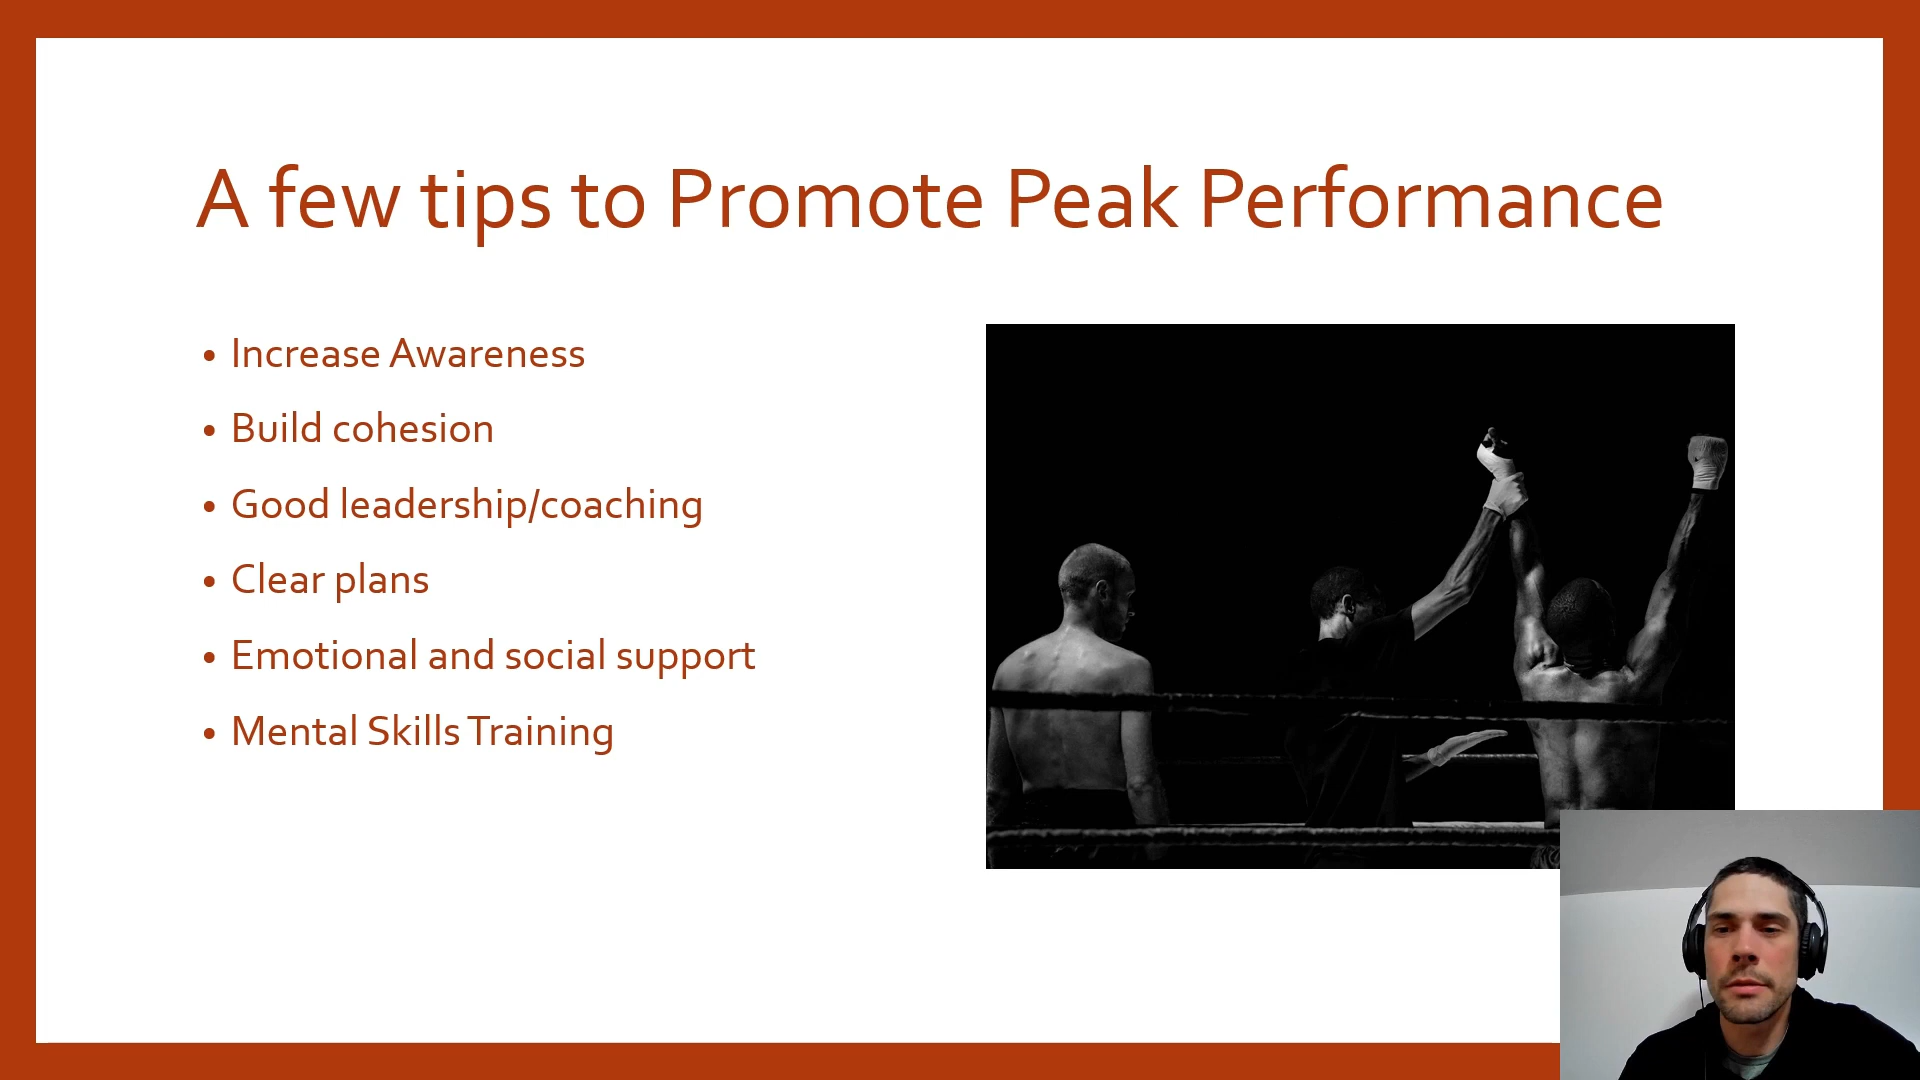 A few tips to Promote Peak Performance
• Increase Awareness
• Build cohesion
• Good leadership/coaching
• Clear plans
• Emotional and social support
• Mental Skills Training